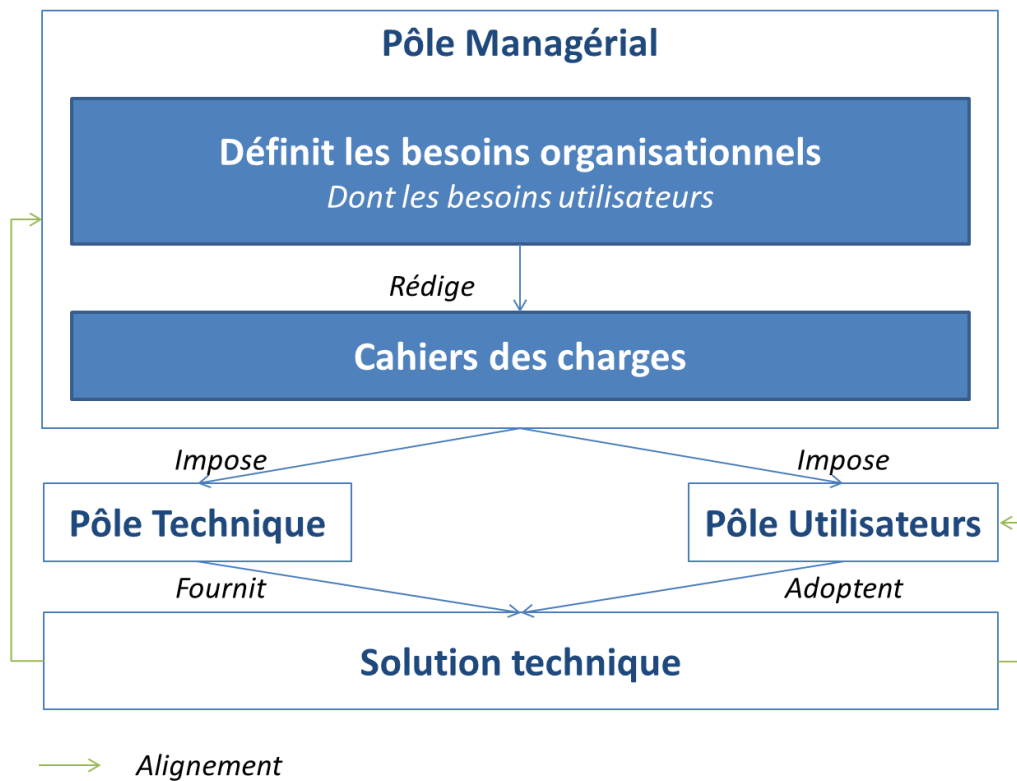 Pôle Managérial
Définit les besoins organisationnels
Dont les besoins utilisateurs
Rédige
Cahiers des charges
Impose
Impose
Pôle Technique
Pôle Utilisateurs
Fournit
Adoptent
Solution technique
Alignement